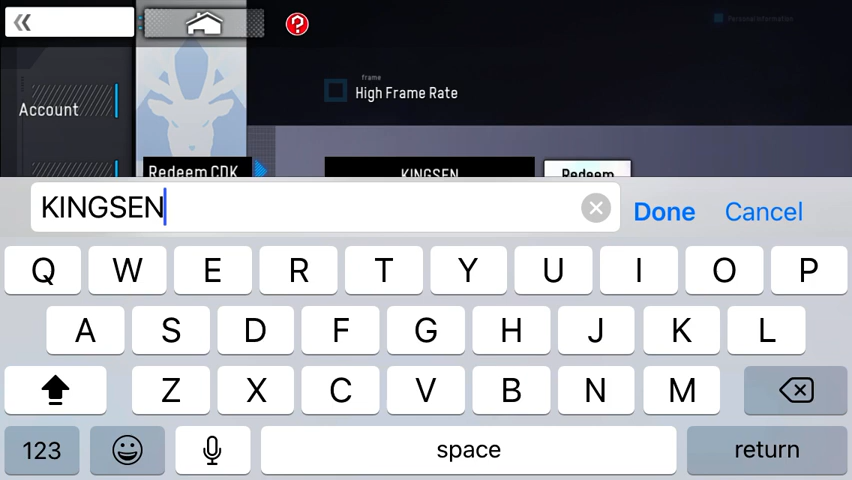 Personal Information
frame
High Frame Rate
Account
Redeem CDK
KINGSEN
Redeem
KINGSEN
Done
Cancel
Q W E R T Y U I O P
A S D F G H J K L
Z X C V B N M
123
space
return